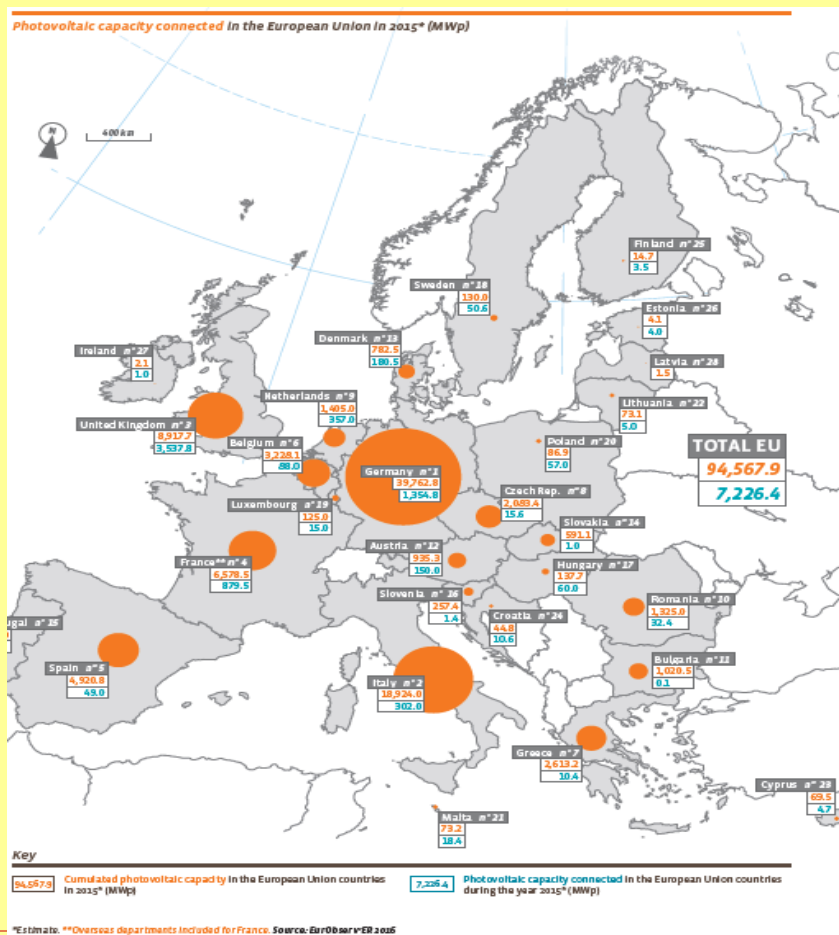 Photovoltaic capacity connected in the European Union in 2015* (MWp)
N
400 km
Finland n° 25
14.7
3.5
Sweden n° 18
130.0
50.6
Estonia n° 26
4.1
4.0
Denmark n° 13
782.5
180.5
Ireland n° 27
2.1
1.0
Latvia n° 28
1.5
Netherlands n° 9
1,405.0
357.0
Lithuania n° 22
73.1
5.0
United Kingdom n° 3
8,917.7
3,537.8
Belgium n° 6
3,228.1
88.0
Poland n° 20
86.9
57.0
TOTAL EU
94,567.9
7,226.4
Germany n° 1
39,762.8
1,354.8
Czech Rep. n° 8
2,083.4
15.6
Luxembourg n° 19
125.0
15.0
Slovakia n° 14
591.1
1.0
Austria n° 12
935.3
150.0
France** n° 4
6,578.5
879.5
Hungary n° 17
137.7
60.0
Slovenia n° 16
257.4
1.4
Romania n° 10
1,325.0
32.4
Croatia n° 24
44.8
10.6
ugal n° 15
Spain n° 5
4,920.8
49.0
Bulgaria n° 11
1,020.5
0.1
Italy n° 2
18,924.0
302.0
Greece n° 7
2,613.2
10.4
Cyprus n° 23
69.5
4.7
Malta n° 21
73.2
18.4
Key
94,567.9 Cumulated photovoltaic capacity in the European Union countries
in 2015* (MWp)
7,226.4 Photovoltaic capacity connected in the European Union countries
during the year 2015* (MWp)
*Estimate. **Overseas departments included for France. Source: EurObserv'ER 2016